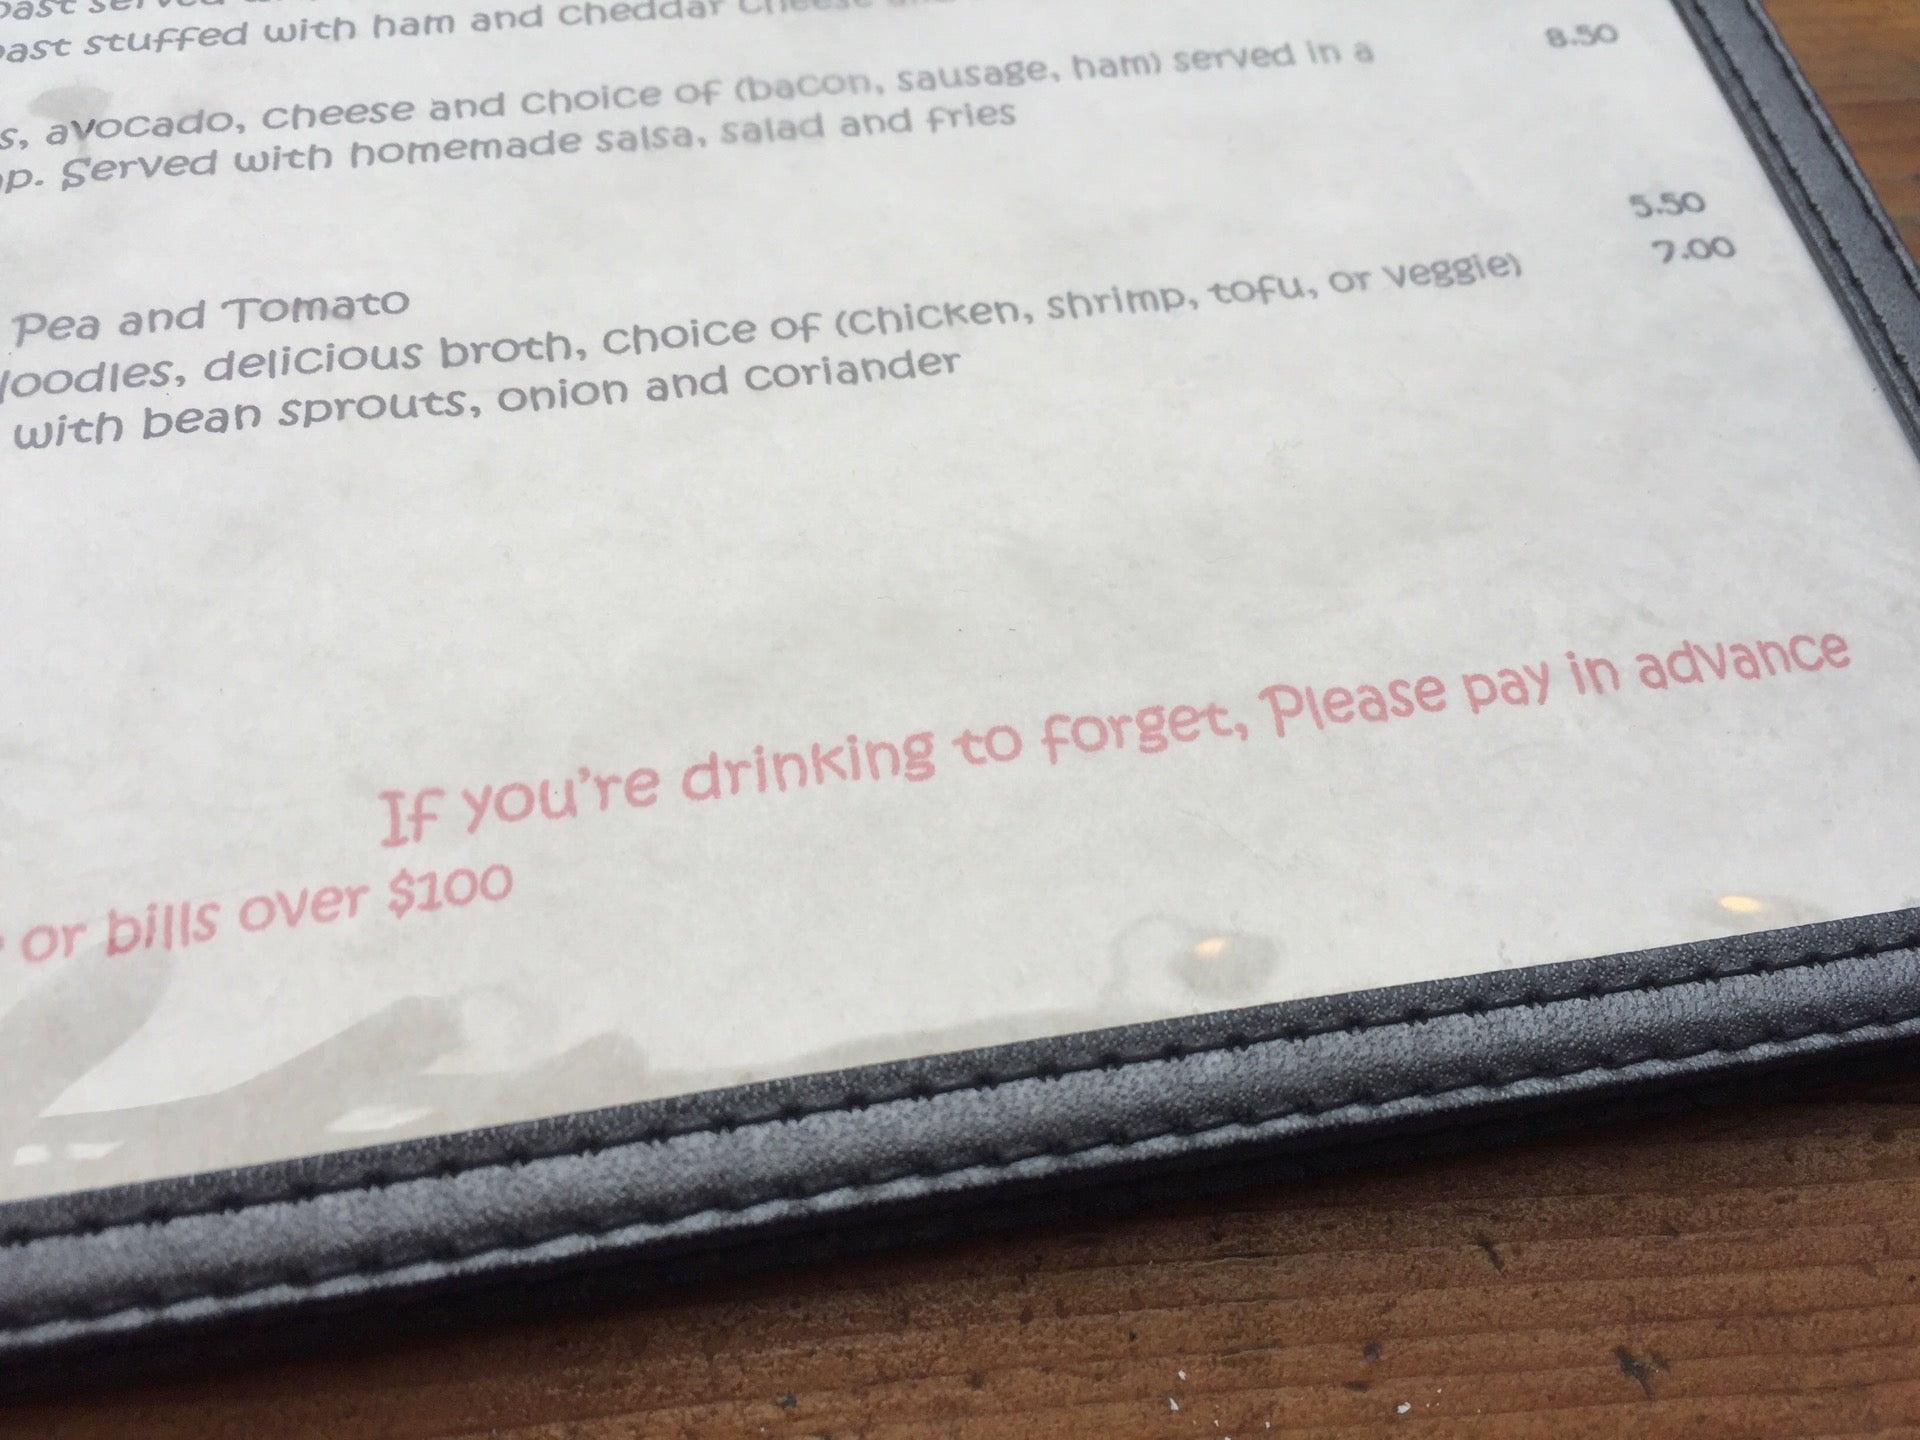 stuffed with ham and cheddar cheese
8.50
s, avocado, cheese and choice of (bacon, sausage, ham) served in a
p. Served with homemade salsa, salad and fries
5.50
Pea and Tomato
7.00
Noodles, delicious broth, choice of (chicken, shrimp, tofu, or veggie)
with bean sprouts, onion and coriander
If you're drinking to forget, Please pay in advance
or bills over $100